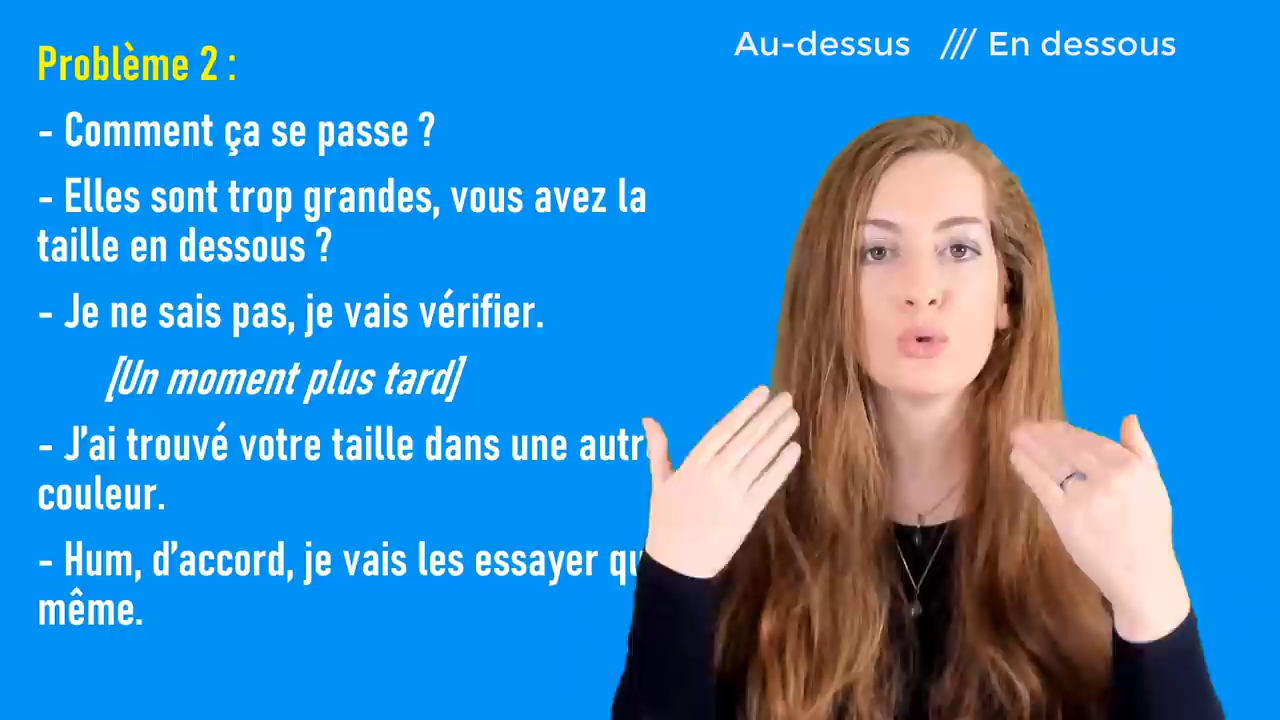 Problème 2 :
- Comment ça se passe ?
- Elles sont trop grandes, vous avez la
taille en dessous ?
- Je ne sais pas, je vais vérifier.
[Un moment plus tard]
- J’ai trouvé votre taille dans une autr
couleur.
- Hum, d’accord, je vais les essayer
même.
Au-dessus /// En dessous